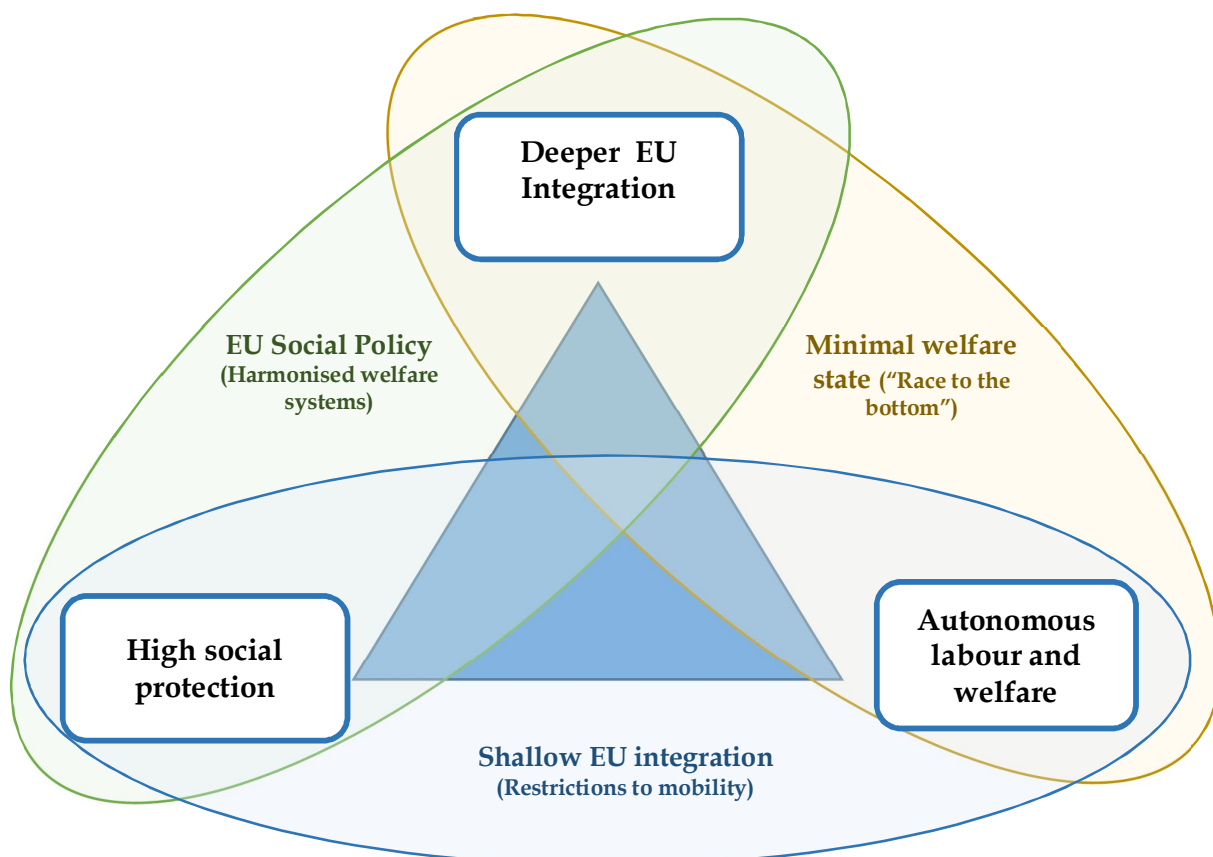 Deeper EU
Integration
EU Social Policy
(Harmonised welfare
systems)
Minimal welfare
state (“Race to the
bottom”)
High social
protection
Autonomous
labour and
welfare
Shallow EU integration
(Restrictions to mobility)